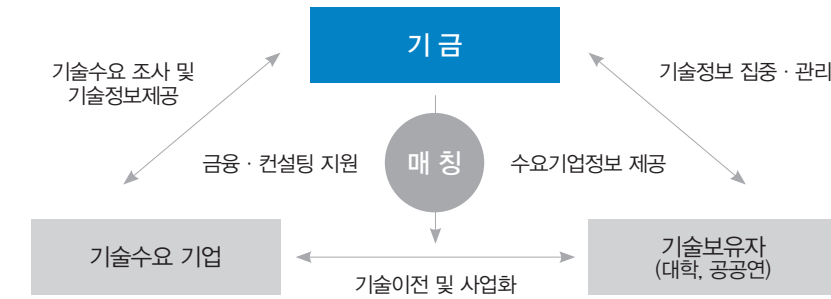 기 금
기술수요 조사 및
기술정보제공
기술정보 집중 · 관리
금융 · 컨설팅 지원
매 칭
수요기업정보 제공
기술수요 기업
기술이전 및 사업화
기술보유자
(대학, 공공연)